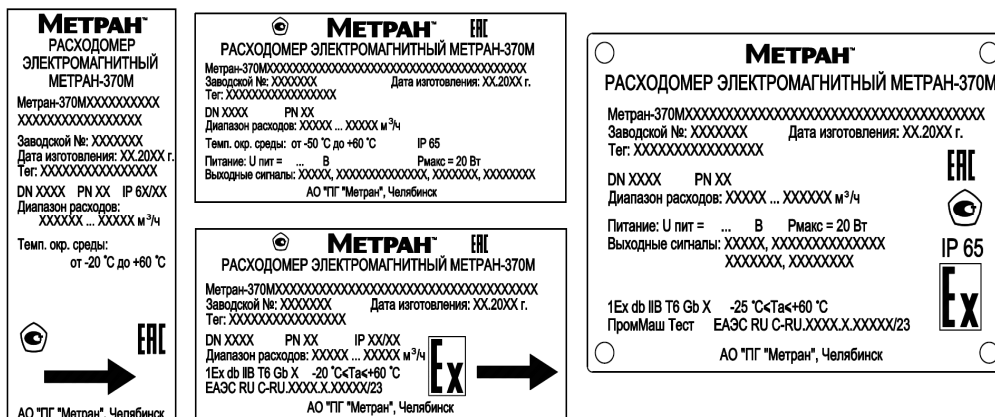 МЕТРАН™
РАСХОДОМЕР
ЭЛЕКТРОМАГНИТНЫЙ
МЕТРАН-370М
Метран-370МXXXXXXXXXX
XXXXXXXXXXXXXXXXX
Заводской №: XXXXXXX
Дата изготовления: XX.20XX г.
Тег: XXXXXXXXXXXXXXXX
DN XXXX PN XX IP 6X/XX
Диапазон расходов:
XXXXXX ... XXXXX м³/ч
Темп. окр. среды:
от -20 °С до +60 °С
ЕАС
АО "ПГ "Метран", Челябинск
МЕТРАН™ ЕАС
РАСХОДОМЕР ЭЛЕКТРОМАГНИТНЫЙ МЕТРАН-370М
Метран-370МXXXXXXXXXXXXXXXXXXXXXXXXXXXXXXXXXXXX
Заводской №: XXXXXXX Дата изготовления: XX.20XX г.
Тег: XXXXXXXXXXXXXXXX
DN XXXX PN XX
Диапазон расходов: XXXXX ... XXXXX м³/ч
Темп. окр. среды: от -50 °С до +60 °С IP 65
Питание: U пит = ... В Рмакс = 20 Вт
Выходные сигналы: XXXXX, XXXXXXXXXXXXXX, XXXXXXX, XXXXXXXX
АО "ПГ "Метран", Челябинск
МЕТРАН™ ЕАС
РАСХОДОМЕР ЭЛЕКТРОМАГНИТНЫЙ МЕТРАН-370М
Метран-370МXXXXXXXXXXXXXXXXXXXXXXXXXXXXXXXXXXXX
Заводской №: XXXXXXX Дата изготовления: XX.20XX г.
Тег: XXXXXXXXXXXXXXXX
DN XXXX PN XX IP XX/XX
Диапазон расходов: XXXXX ... XXXXX м³/ч
1Ex db IIB T6 Gb X -20 °С≤Ta≤+60 °С
ЕАЭС RU C-RU.XXXX.X.XXXXX/23
Ex
АО "ПГ "Метран", Челябинск
МЕТРАН™
РАСХОДОМЕР ЭЛЕКТРОМАГНИТНЫЙ МЕТРАН-370М
Метран-370МXXXXXXXXXXXXXXXXXXXXXXXXXXXXXXXXXXXX
Заводской №: XXXXXXX Дата изготовления: XX.20XX г.
Тег: XXXXXXXXXXXXXXXX
ЕАС
DN XXXX PN XX
Диапазон расходов: XXXXX ... XXXXXX м³/ч
Питание: U пит = ... В Рмакс = 20 Вт
Выходные сигналы: XXXXX, XXXXXXXXXXXXXX
XXXXXXX, XXXXXXXX
IP 65
Ex
1Ex db IIB T6 Gb X -25 °С≤Ta≤+60 °С
ПромМаш Тест ЕАЭС RU C-RU.XXXX.X.XXXXX/23
АО "ПГ "Метран", Челябинск